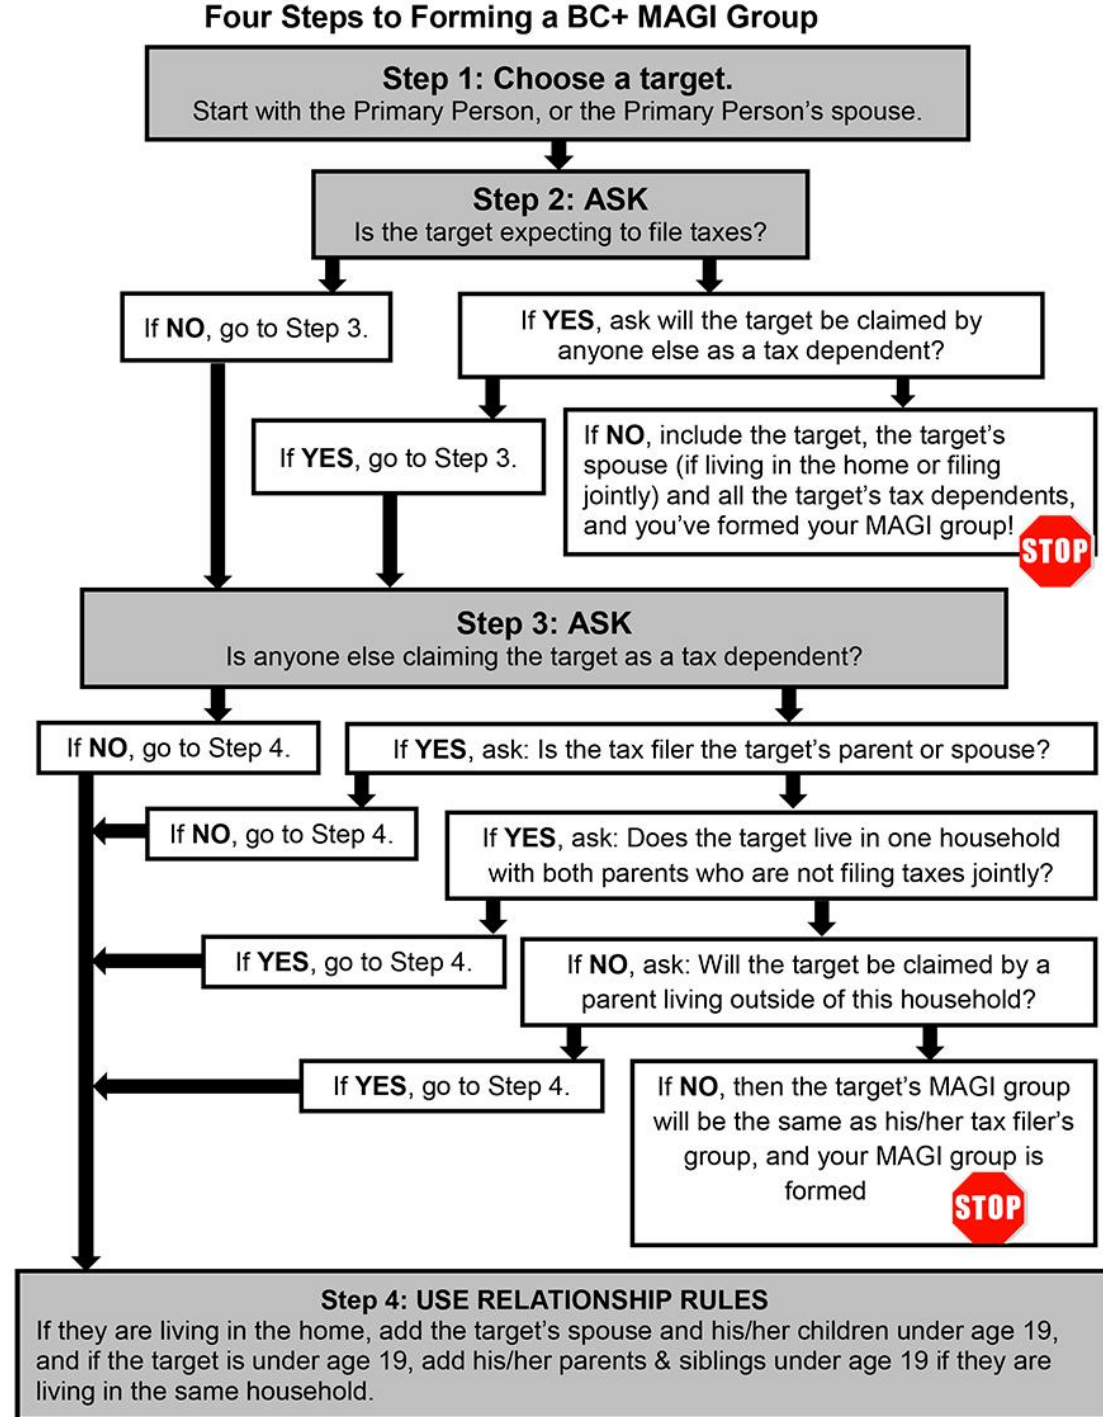 Four Steps to Forming a BC+ MAGI Group
Step 1: Choose a target.
Start with the Primary Person, or the Primary Person's spouse.
Step 2: ASK
Is the target expecting to file taxes?
If NO, go to Step 3.
If YES, ask will the target be claimed by
anyone else as a tax dependent?
If YES, go to Step 3.
If NO, include the target, the target's
spouse (if living in the home or filing
jointly) and all the target's tax dependents,
and you've formed your MAGI group!
STOP
Step 3: ASK
Is anyone else claiming the target as a tax dependent?
If NO, go to Step 4.
If YES, ask: Is the tax filer the target's parent or spouse?
If NO, go to Step 4.
If YES, ask: Does the target live in one household
with both parents who are not filing taxes jointly?
If YES, go to Step 4.
If NO, ask: Will the target be claimed by a
parent living outside of this household?
If YES, go to Step 4.
If NO, then the target's MAGI group
will be the same as his/her tax filer's
group, and your MAGI group is
formed
STOP
Step 4: USE RELATIONSHIP RULES
If they are living in the home, add the target's spouse and his/her children under age 19,
and if the target is under age 19, add his/her parents & siblings under age 19 if they are
living in the same household.